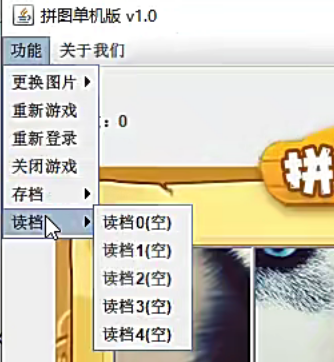 拼图单机版 v1.0
功能 关于我们
更换图片
重新游戏
:0
重新登录
关闭游戏
拼
存档
读档
读档0(空)
读档1(空)
读档2(空)
读档3(空)
读档4(空)